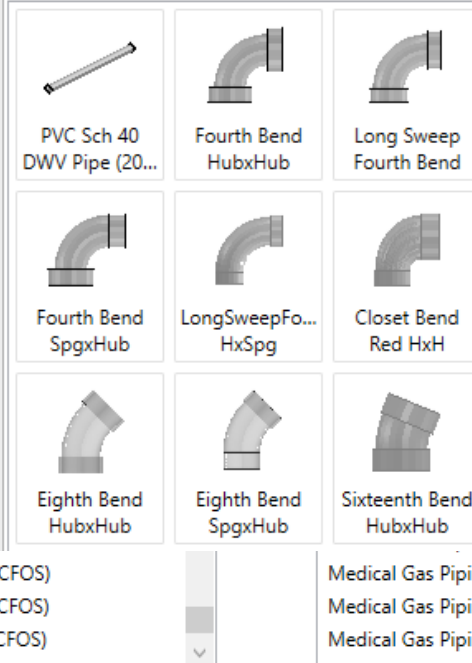 PVC Sch 40
DWV Pipe (20...
Fourth Bend
HubxHub
Long Sweep
Fourth Bend
Fourth Bend
SpgxHub
LongSweepFo...
HxSpg
Closet Bend
Red HxH
Eighth Bend
HubxHub
Eighth Bend
SpgxHub
Sixteenth Bend
HubxHub
CFOS)
Medical Gas Pipi
CFOS)
Medical Gas Pipi
CFOS)
Medical Gas Pipi